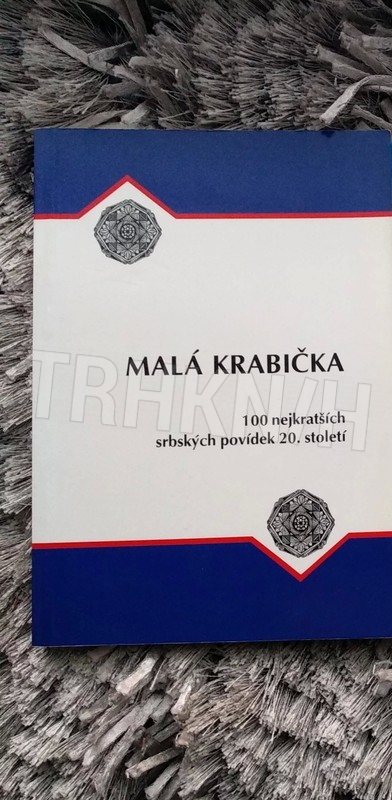 MALÁ KRABIČKA
TRHKNIH
100 nejkratších
srbských povídek 20. století